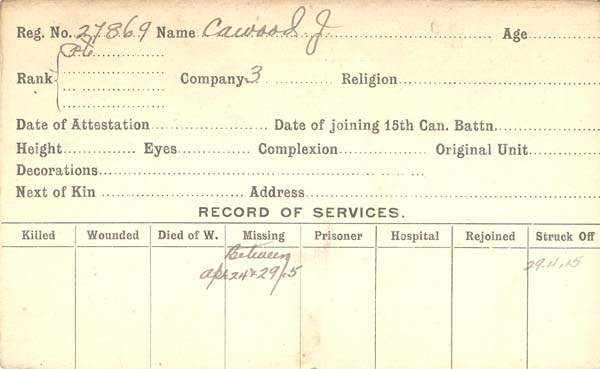 Reg. No. 27869 Name Cawood. J. Age
Pte
Rank Company 3 Religion
Date of Attestation Date of joining 15th Can. Battn.
Height Eyes Complexion Original Unit
Decorations
Next of Kin Address
RECORD OF SERVICES.
Killed Wounded Died of W. Missing Prisoner Hospital Rejoined Struck Off
Between
Apr 24 & 29/15 29.4.15